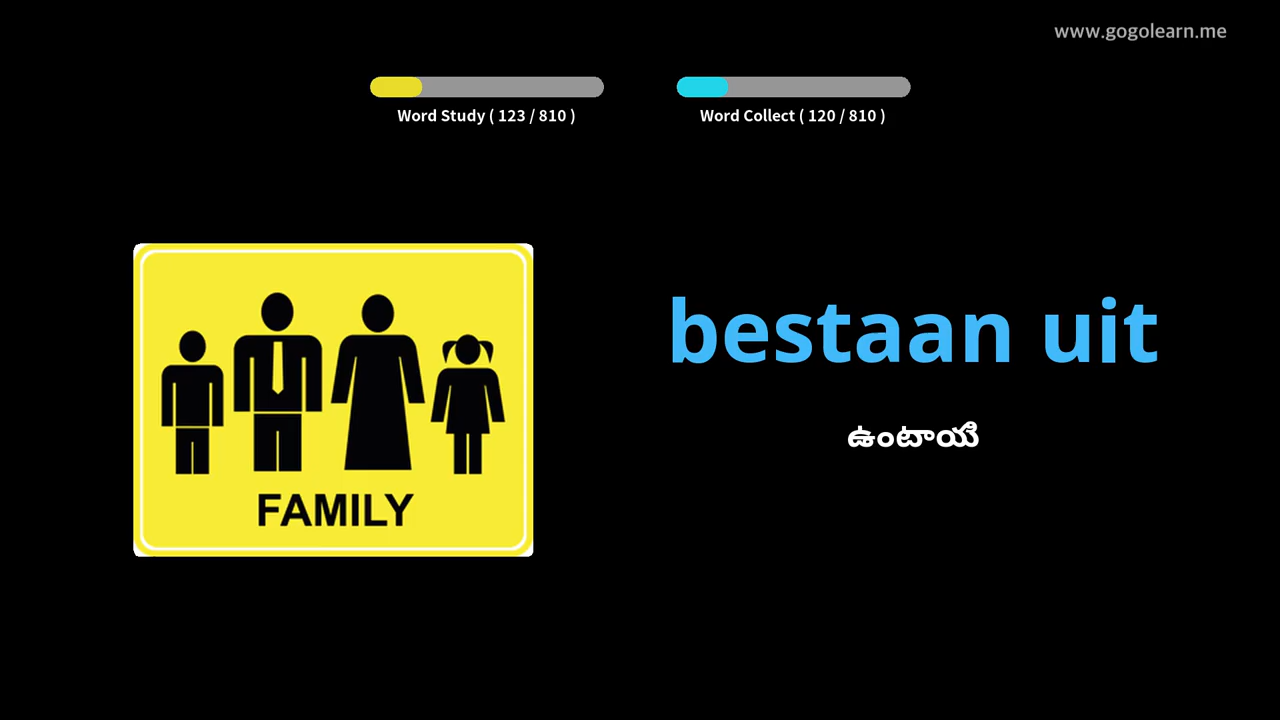 www.gogolearn.me
Word Study ( 123 / 810 )
Word Collect ( 120 / 810 )
FAMILY
bestaan uit
ఉంటాయి